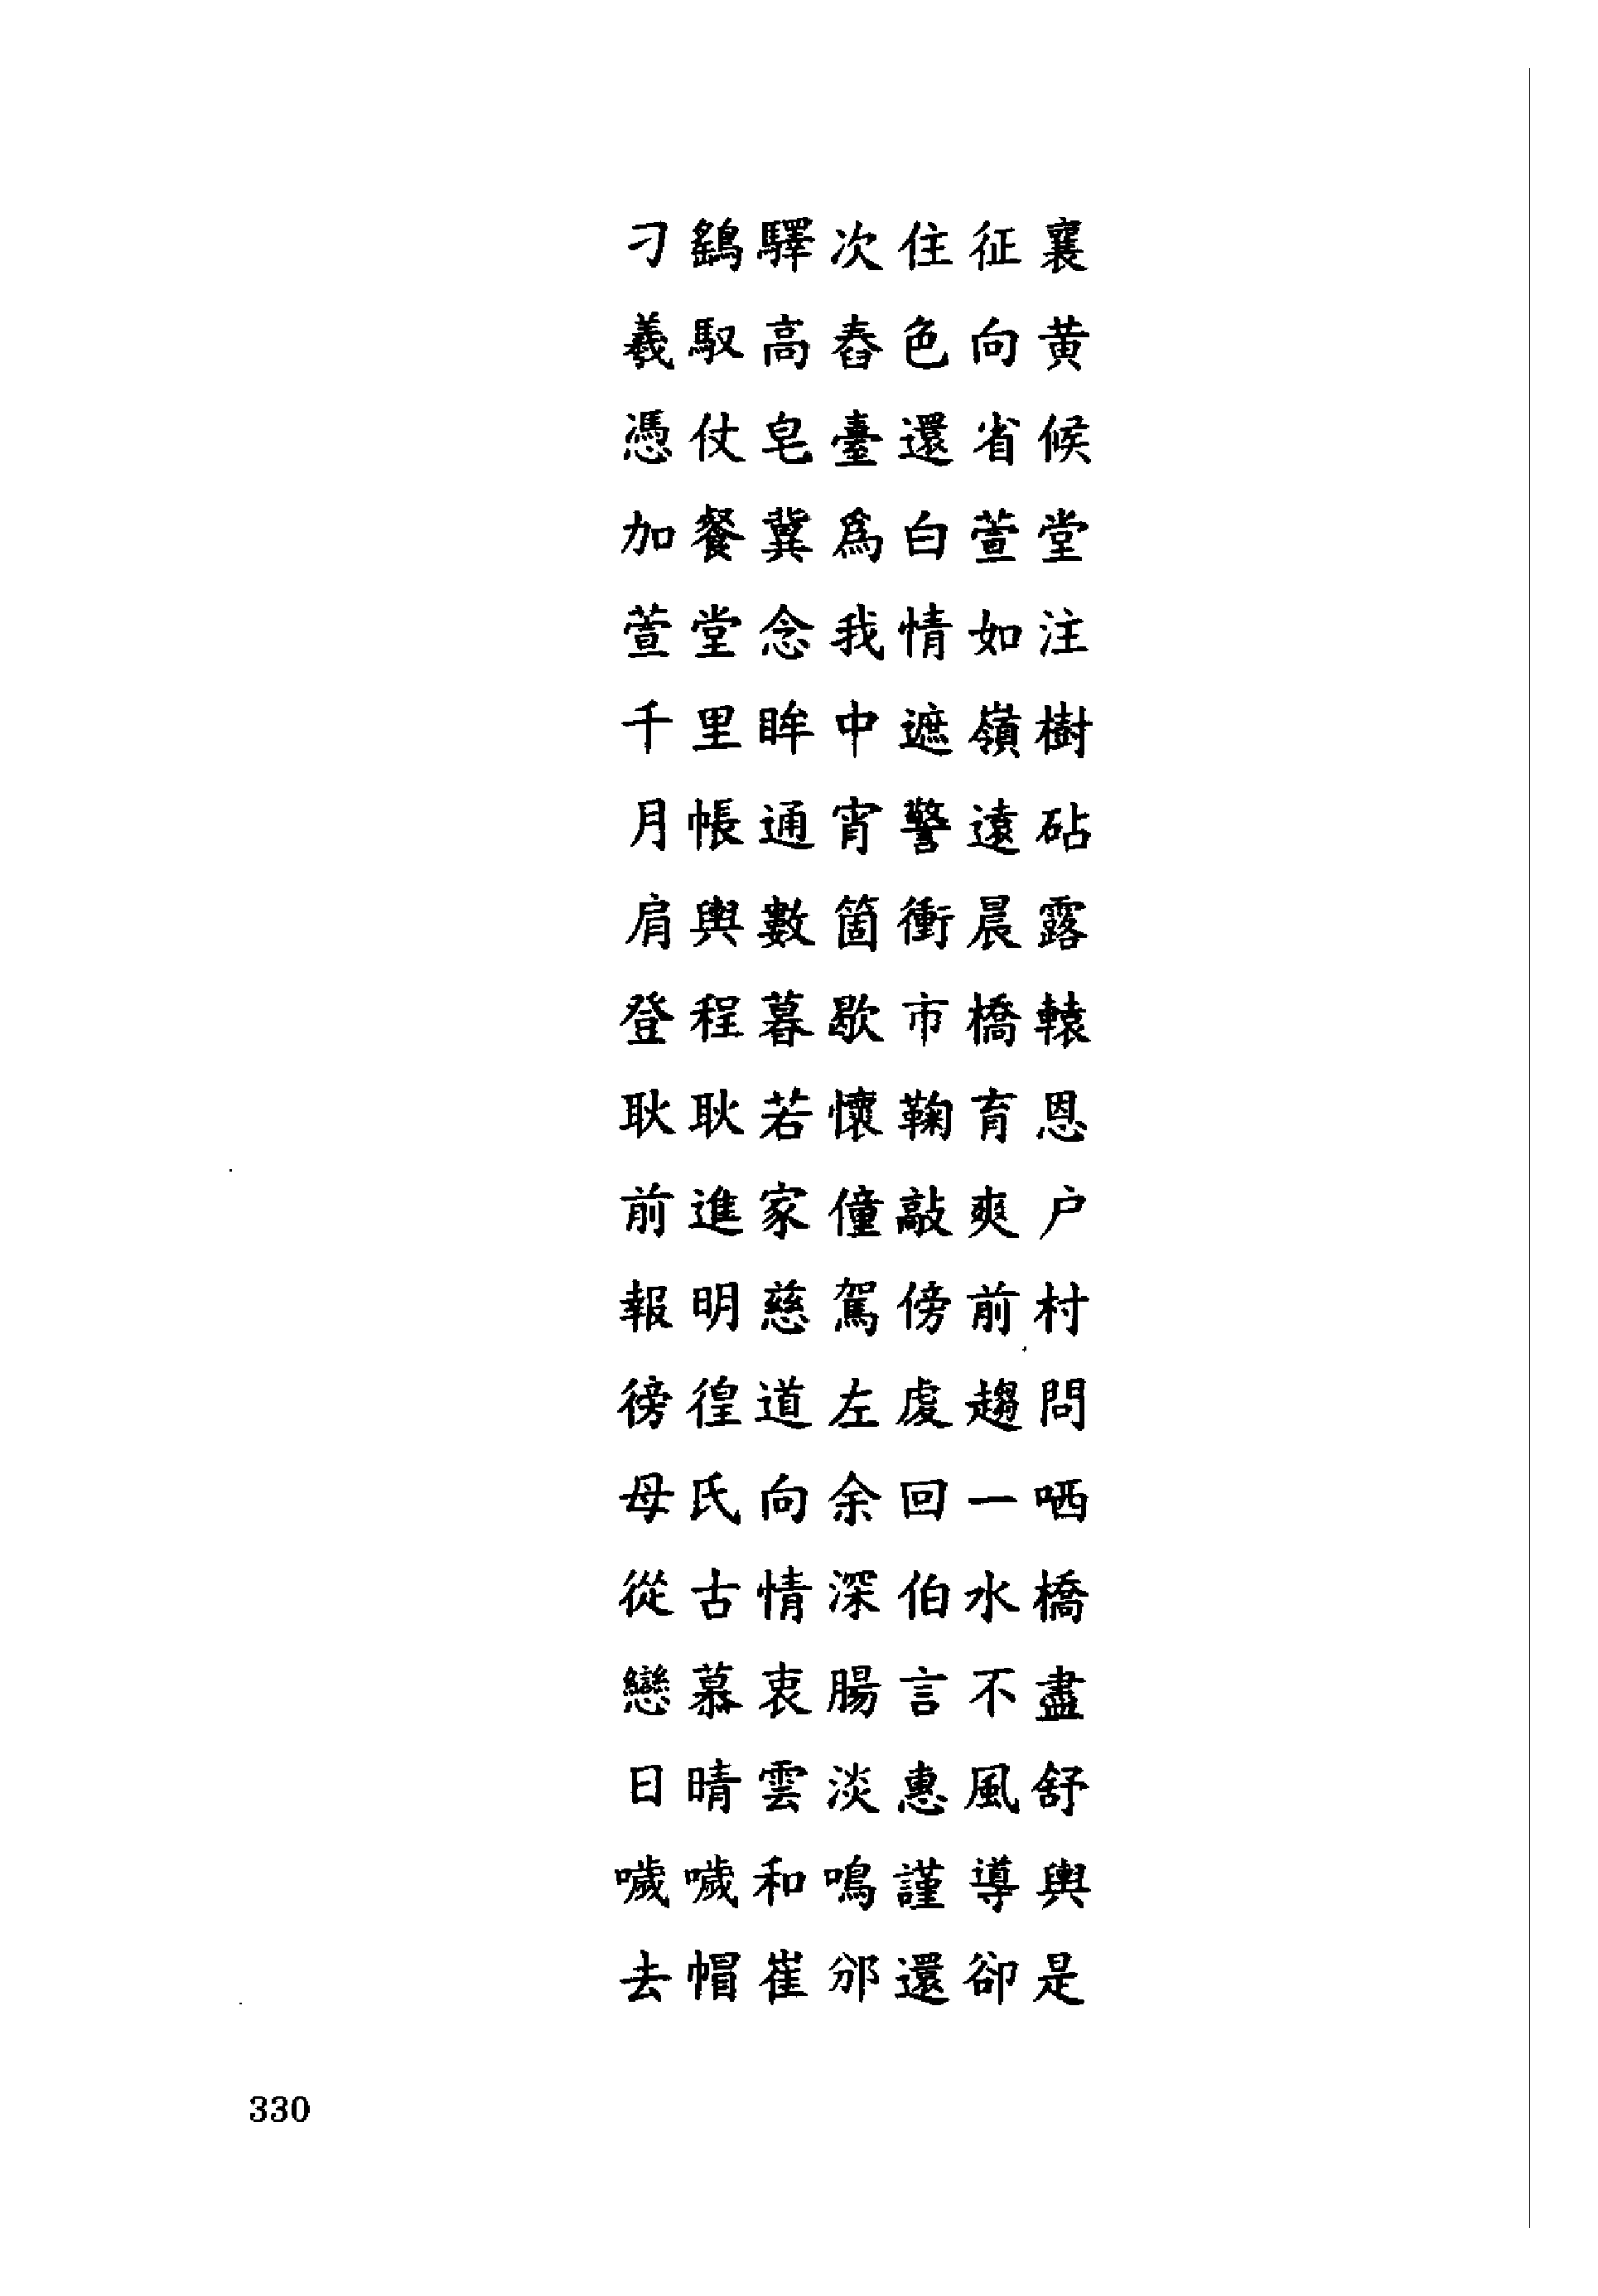 刁鷂驛次住征襄
羲馭高舂色向黄
憑仗皂臺還省候
加餐冀為白萱堂
萱堂念我情如注
千里眸中遮嶺樹
月帳通宵警遠砧
肩輿數箇衝晨露
登程暮歇市橋轅
耿耿若懷鞠育恩
前進家僮敲爽户
報明慈駕傍前村
徬徨道左虔趨問
母氏向余回一哂
從古情深伯水橋
戀慕衷腸言不盡
日晴雲淡惠風舒
噦噦和鳴謹導輿
去帽崔邠還卻是
330